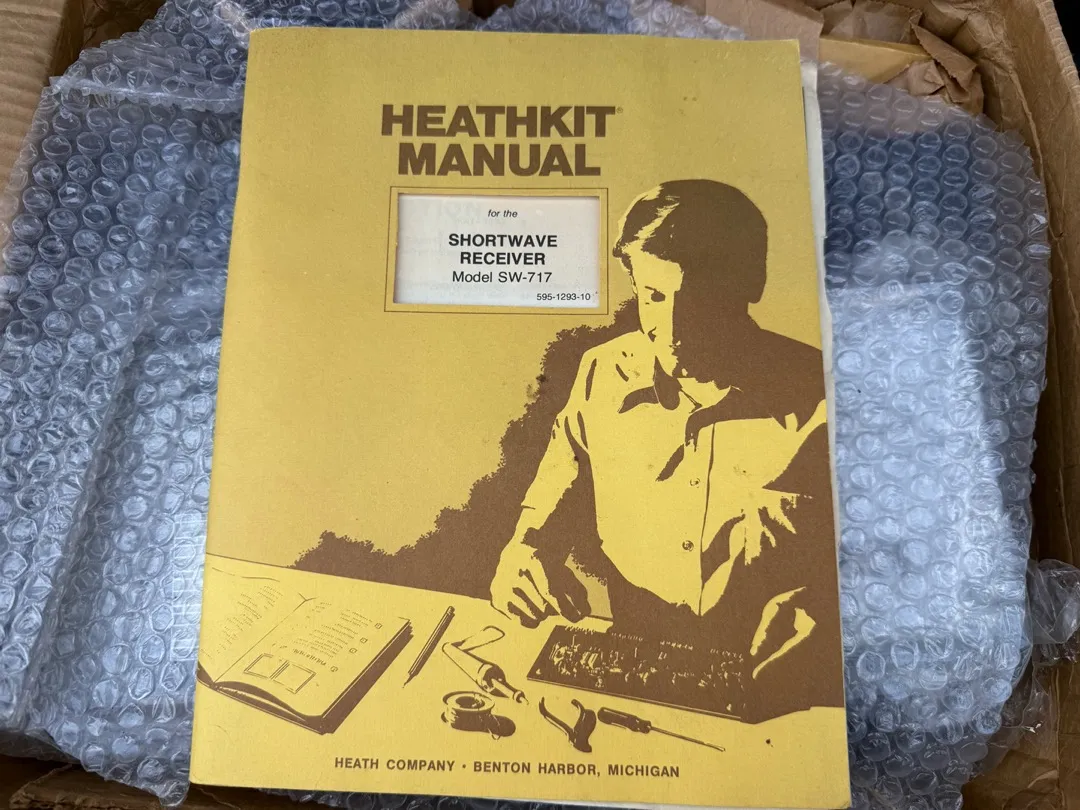 HEATHKIT®
MANUAL
for the
SHORTWAVE
RECEIVER
Model SW-717
595-1293-10
HEATH COMPANY • BENTON HARBOR, MICHIGAN